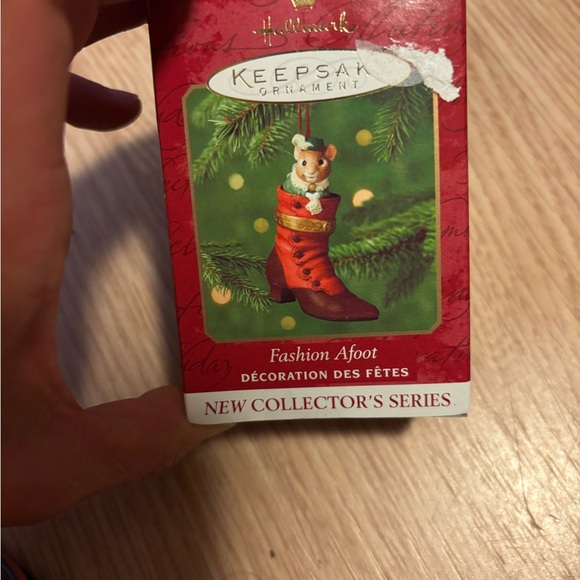 Hallmark
KEEPSAK
ORNAMENT
Fashion Afoot
DÉCORATION DES FÊTES
NEW COLLECTOR'S SERIES